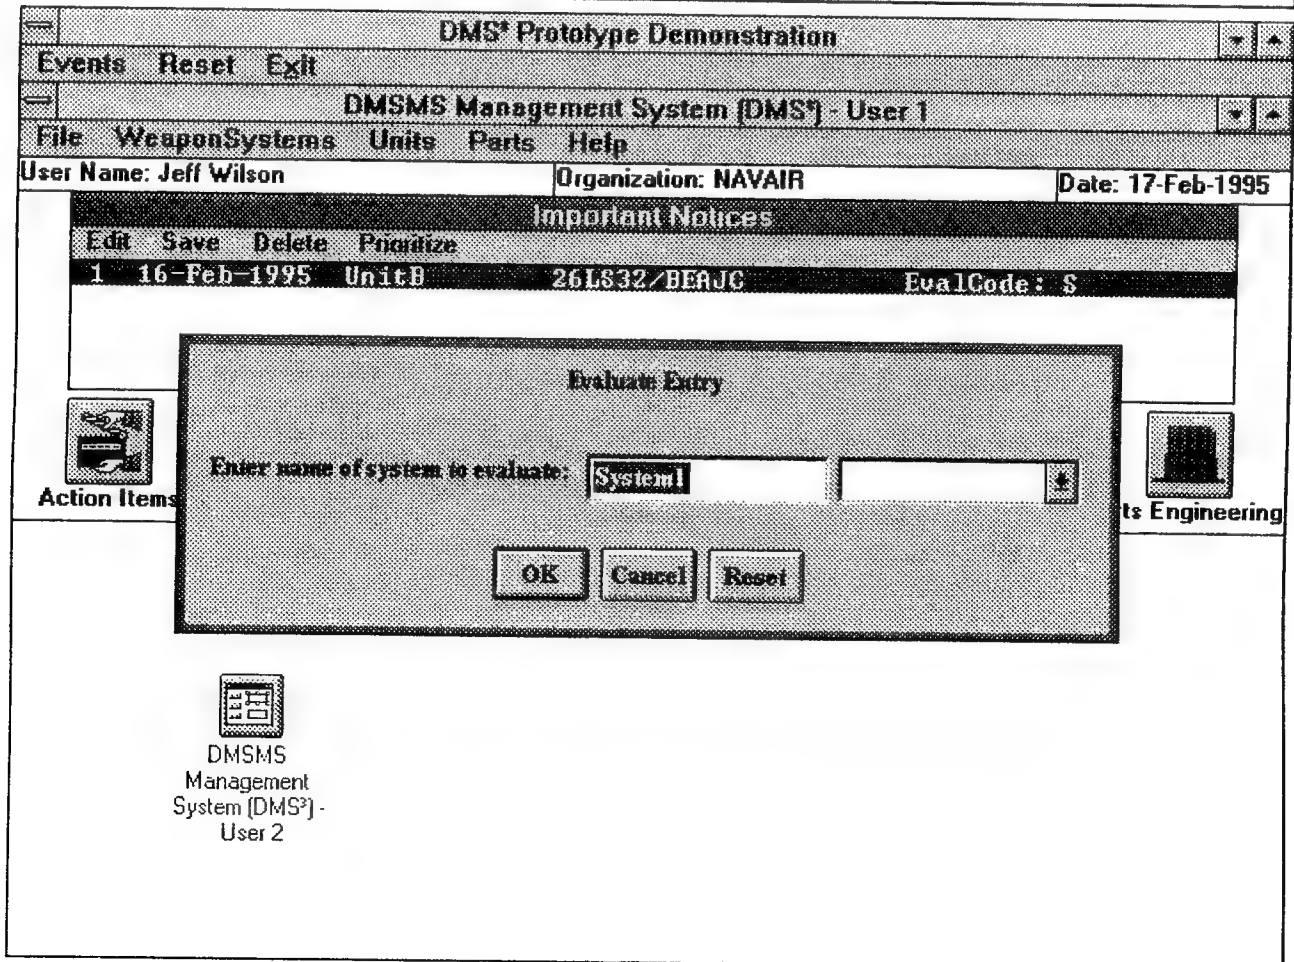 DMS³ Prototype Demonstration
Events Reset Exit
DMSMS Management System (DMS³) - User 1
File WeaponSystems Units Parts Help
User Name: Jeff Wilson Organization: NAVAIR Date: 17-Feb-1995
Important Notices
Edit Save Delete Prioritize
1 16-Feb-1995 UnitB 26LS32/BEAJC EvalCode: S
Evaluate Entry
Enter name of system to evaluate: System1
Action Items
ts Engineering
OK Cancel Reset
DMSMS
Management
System (DMS³) -
User 2